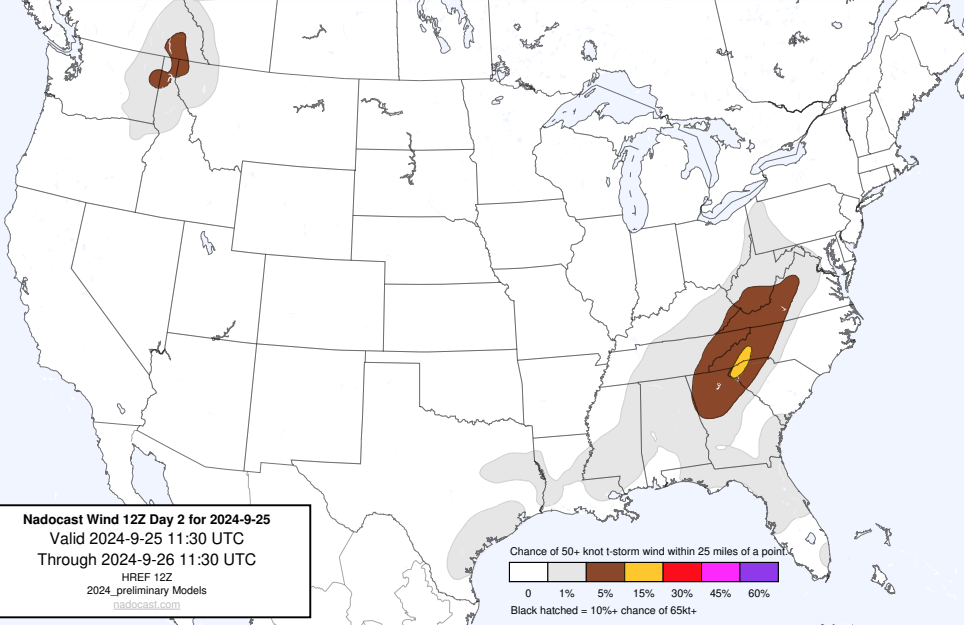 Nadocast Wind 12Z Day 2 for 2024-9-25
Valid 2024-9-25 11:30 UTC
Through 2024-9-26 11:30 UTC
HREF 12Z
2024_preliminary Models
nadocast.com
Chance of 50+ knot t-storm wind within 25 miles of a point.
0 1% 5% 15% 30% 45% 60%
Black hatched = 10%+ chance of 65kt+